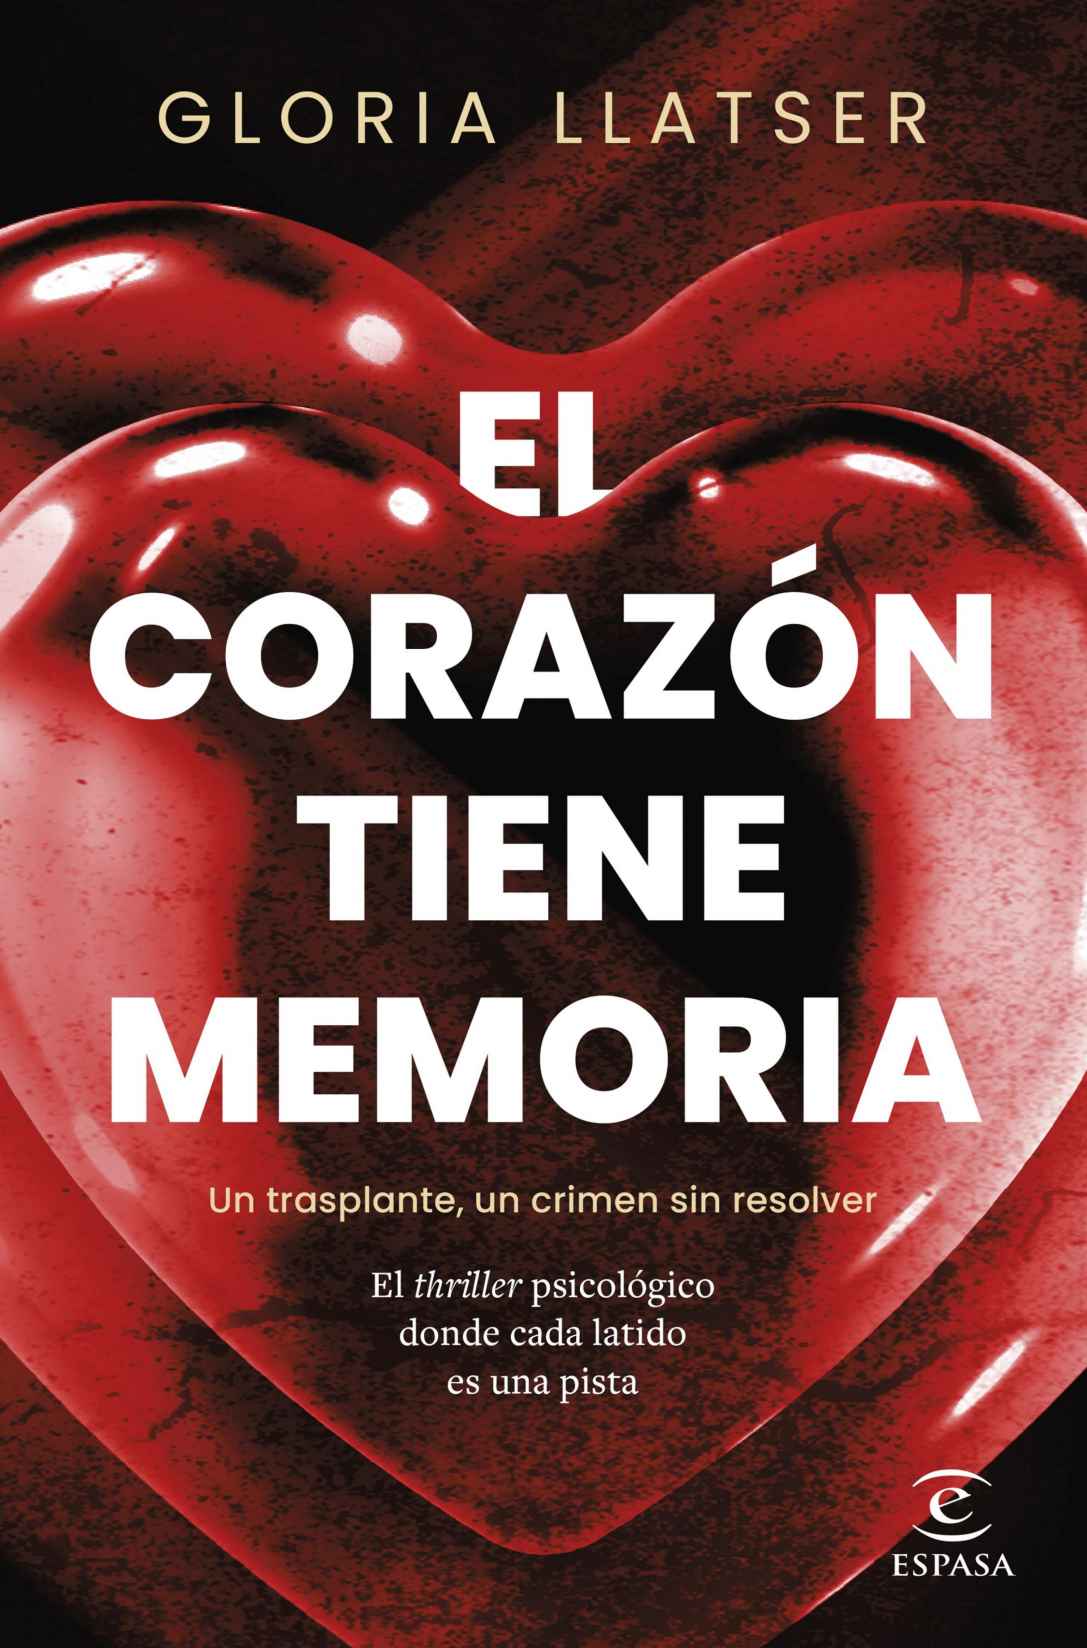 GLORIA LLATSER
EL
CORAZÓN
TIENE
MEMORIA
Un trasplante, un crimen sin resolver
El thriller psicológico
donde cada latido
es una pista
e
ESPASA